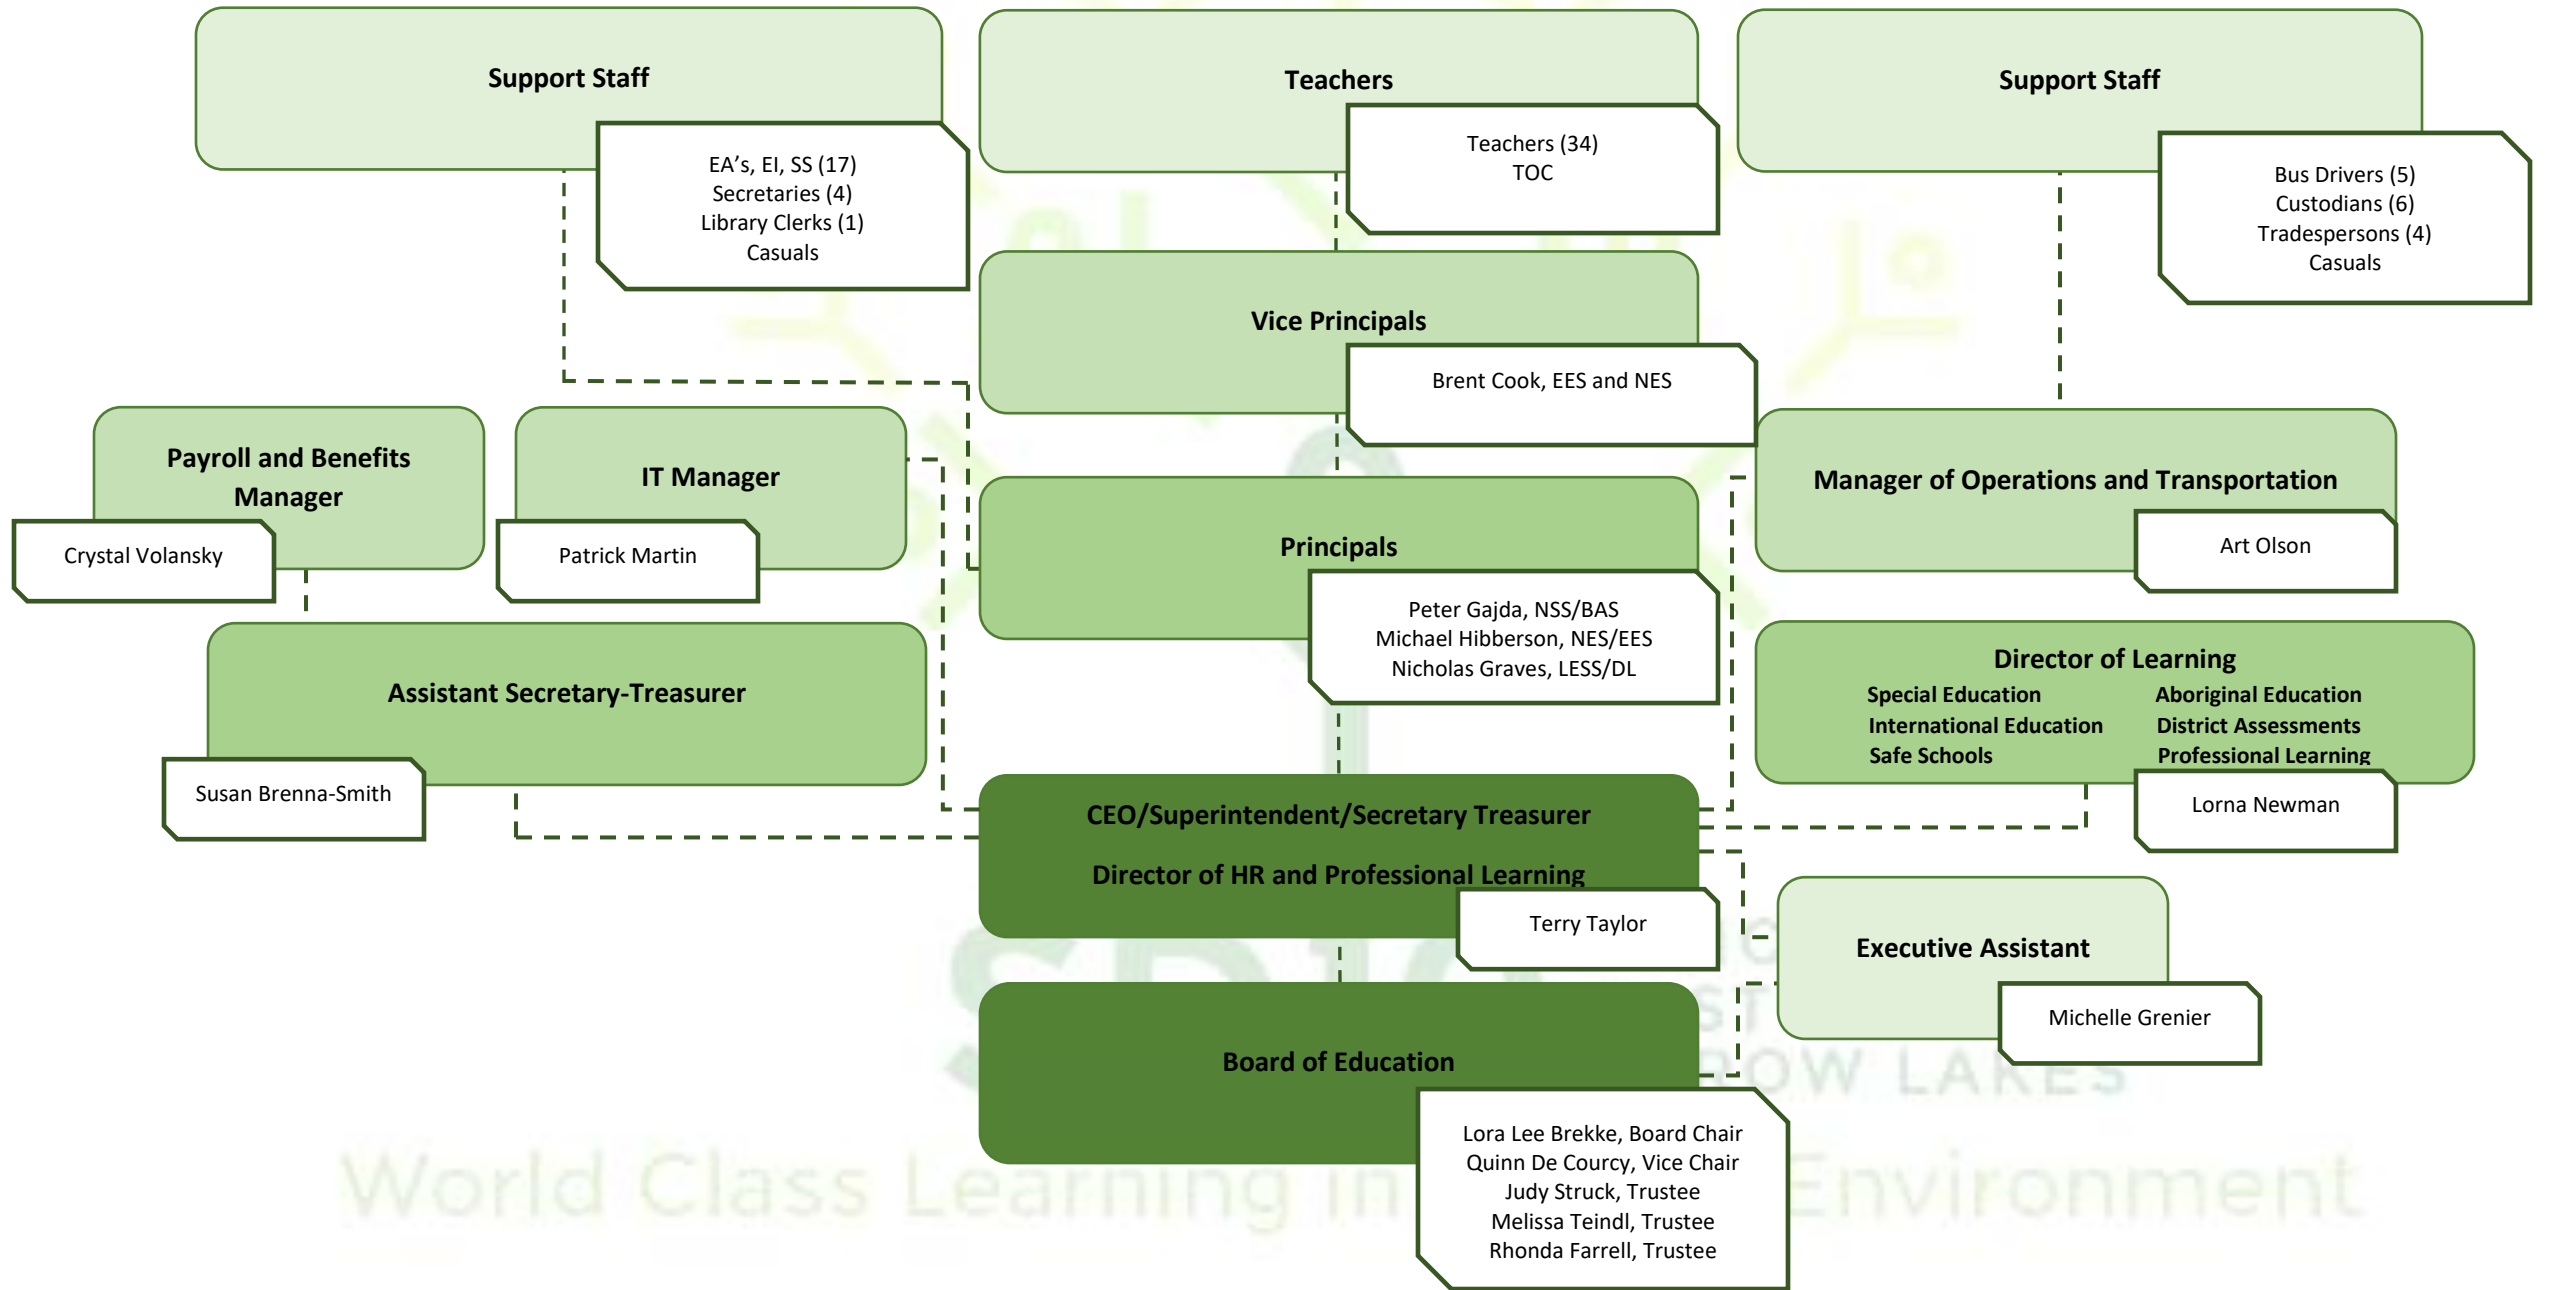 Support Staff
EA's, EI, SS (17)
Secretaries (4)
Library Clerks (1)
Casuals
Teachers
Teachers (34)
TOC
Support Staff
Bus Drivers (5)
Custodians (6)
Tradespersons (4)
Casuals
Vice Principals
Brent Cook, EES and NES
Payroll and Benefits
Manager
Crystal Volansky
IT Manager
Patrick Martin
Principals
Peter Gajda, NSS/BAS
Michael Hibberson, NES/EES
Nicholas Graves, LESS/DL
Manager of Operations and Transportation
Art Olson
Assistant Secretary-Treasurer
Susan Brenna-Smith
Director of Learning
Special Education Aboriginal Education
International Education District Assessments
Safe Schools Professional Learning
Lorna Newman
CEO/Superintendent/Secretary Treasurer
Director of HR and Professional Learning
Terry Taylor
Executive Assistant
Michelle Grenier
Board of Education
Lora Lee Brekke, Board Chair
Quinn De Courcy, Vice Chair
Judy Struck, Trustee
Melissa Teindl, Trustee
Rhonda Farrell, Trustee
LAKES
World Class Learning in Environment